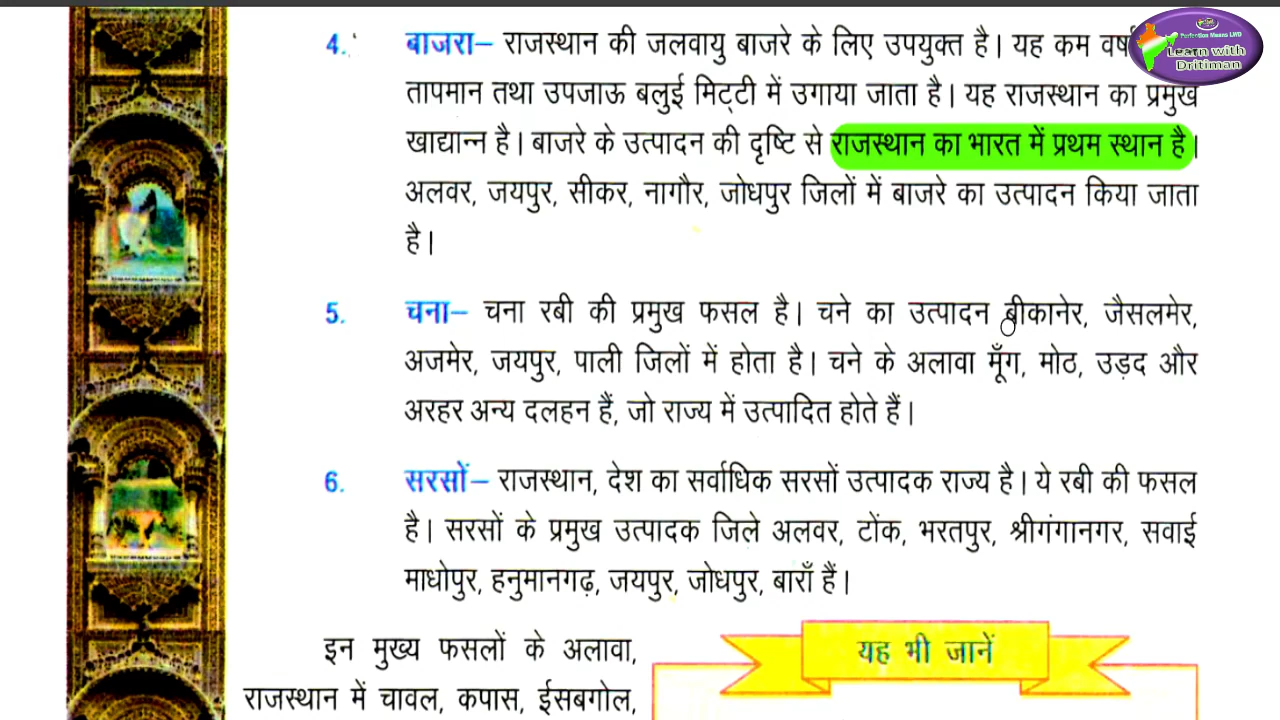 4. बाजरा– राजस्थान की जलवायु बाजरे के लिए उपयुक्त है। यह कम
तापमान तथा उपजाऊ बलुई मिट्टी में उगाया जाता है। यह राजस्थान का प्रमुख
खाद्यान्न है। बाजरे के उत्पादन की दृष्टि से राजस्थान का भारत में प्रथम स्थान है।
अलवर, जयपुर, सीकर, नागौर, जोधपुर जिलों में बाजरे का उत्पादन किया जाता
है।
5. चना– चना रबी की प्रमुख फसल है। चने का उत्पादन बीकानेर, जैसलमेर,
अजमेर, जयपुर, पाली जिलों में होता है। चने के अलावा मूँग, मोठ, उड़द और
अरहर अन्य दलहन हैं, जो राज्य में उत्पादित होते हैं।
6. सरसों– राजस्थान, देश का सर्वाधिक सरसों उत्पादक राज्य है। ये रबी की फसल
है। सरसों के प्रमुख उत्पादक जिले अलवर, टोंक, भरतपुर, श्रीगंगानगर, सवाई
माधोपुर, हनुमानगढ़, जयपुर, जोधपुर, बाराँ हैं।
इन मुख्य फसलों के अलावा,
राजस्थान में चावल, कपास, ईसबगोल,
यह भी जानें
Perfection Means LWD
Learn with
Dritiman